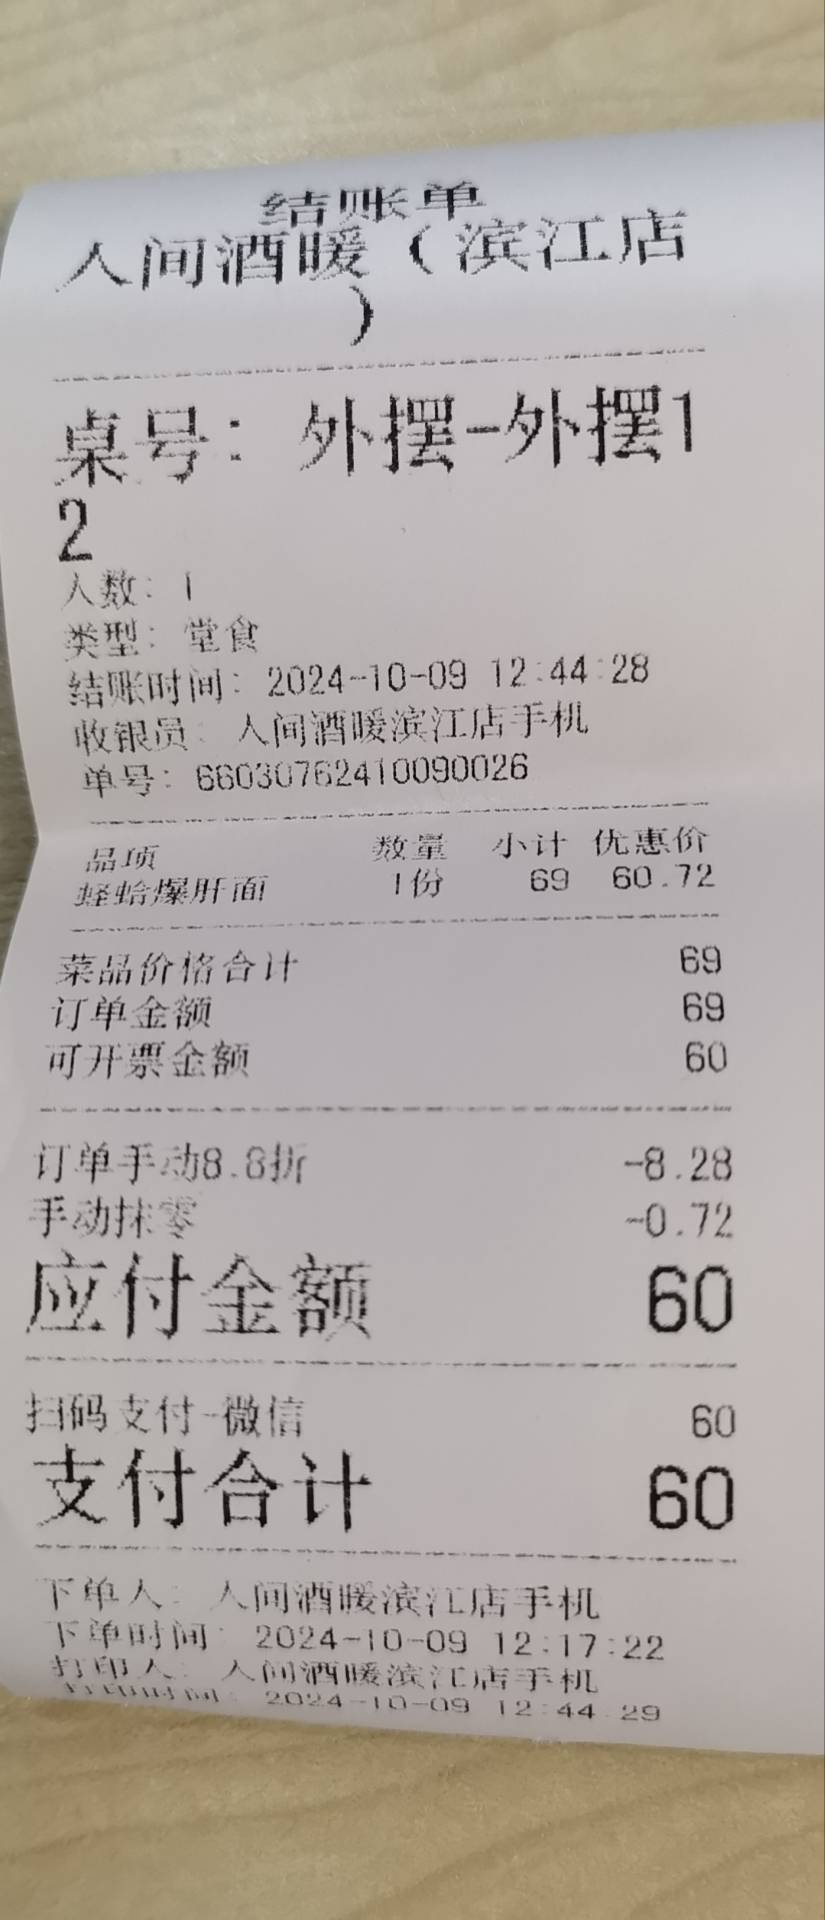 结账单
人间酒暖（滨江店
）
桌号：外摆-外摆1
2
人数：1
类型：堂食
结账时间：2024-10-09 12:44:28
收银员：人间酒暖滨江店手机
单号：66030762410090026
品项 数量 小计 优惠价
蛏蛤爆肝面 1份 69 60.72
菜品价格合计 69
订单金额 69
可开票金额 60
订单手动8.8折 -8.28
手动抹零 -0.72
应付金额 60
扫码支付-微信 60
支付合计 60
下单人：人间酒暖滨江店手机
下单时间：2024-10-09 12:17:22
打印人：人间酒暖滨江店手机
打印时间：2024-10-09 12:44:29